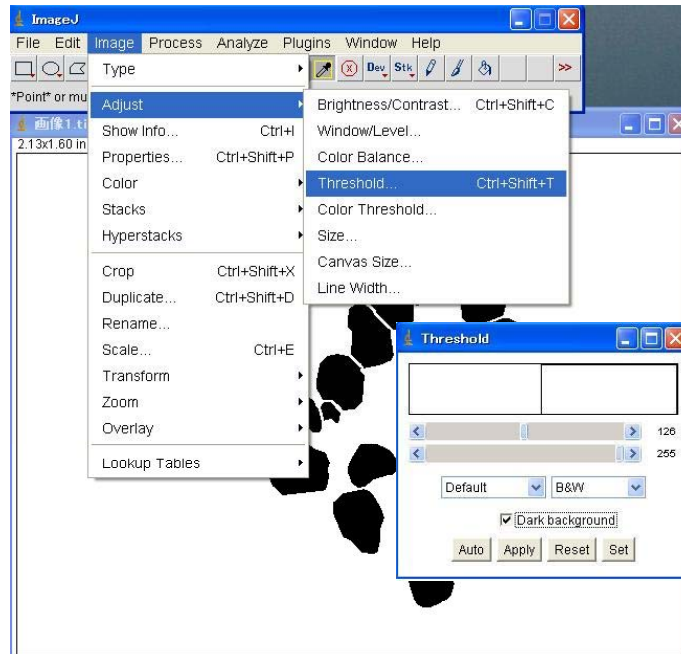 ImageJ
File Edit Image Process Analyze Plugins Window Help
Dev Stk >>
*Point* or mu
Type
Adjust
Show Info... Ctrl+I
Properties... Ctrl+Shift+P
Color
Stacks
Hyperstacks
Crop Ctrl+Shift+X
Duplicate... Ctrl+Shift+D
Rename...
Scale... Ctrl+E
Transform
Zoom
Overlay
Lookup Tables
Brightness/Contrast... Ctrl+Shift+C
Window/Level...
Color Balance...
Threshold... Ctrl+Shift+T
Color Threshold...
Size...
Canvas Size...
Line Width...
画像1.ti
2.13x1.60 in
Threshold
126
255
Default B&W
Dark background
Auto Apply Reset Set